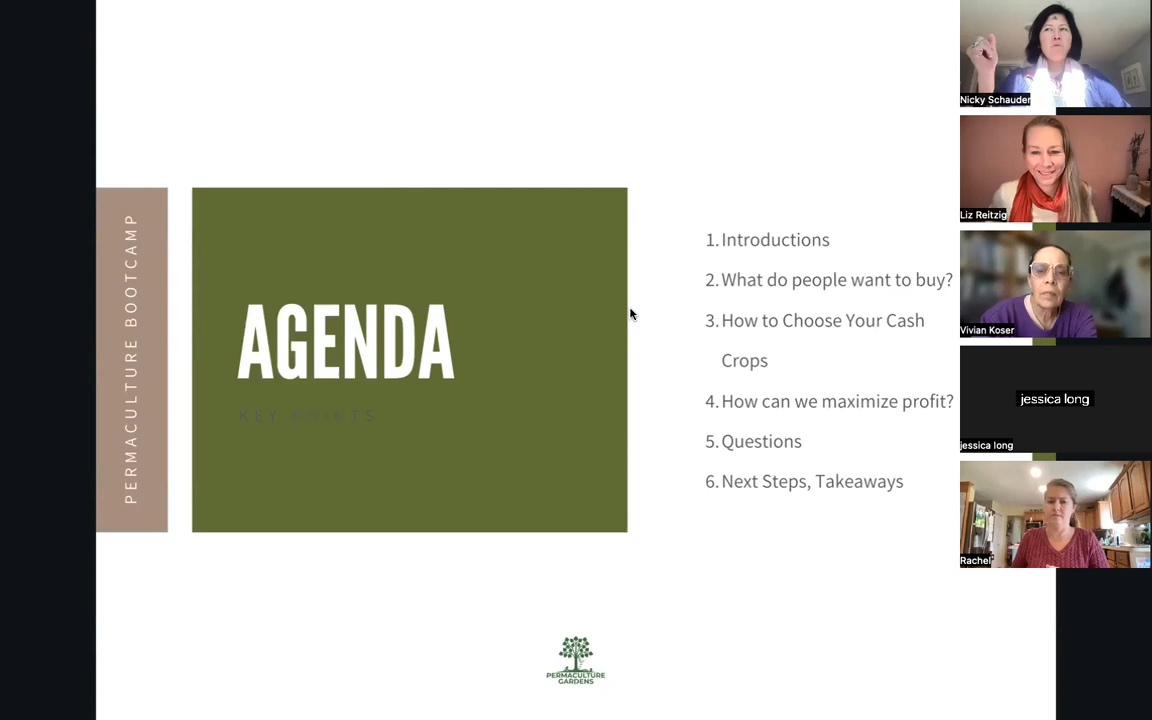 PERMACULTURE BOOTCAMP
AGENDA
KEY POINTS
1. Introductions
2. What do people want to buy?
3. How to Choose Your Cash
Crops
4. How can we maximize profit?
5. Questions
6. Next Steps, Takeaways
PERMACULTURE
GARDENS
Nicky Schauder
Liz Reitzig
Vivian Koser
jessica long
jessica long
Rachel